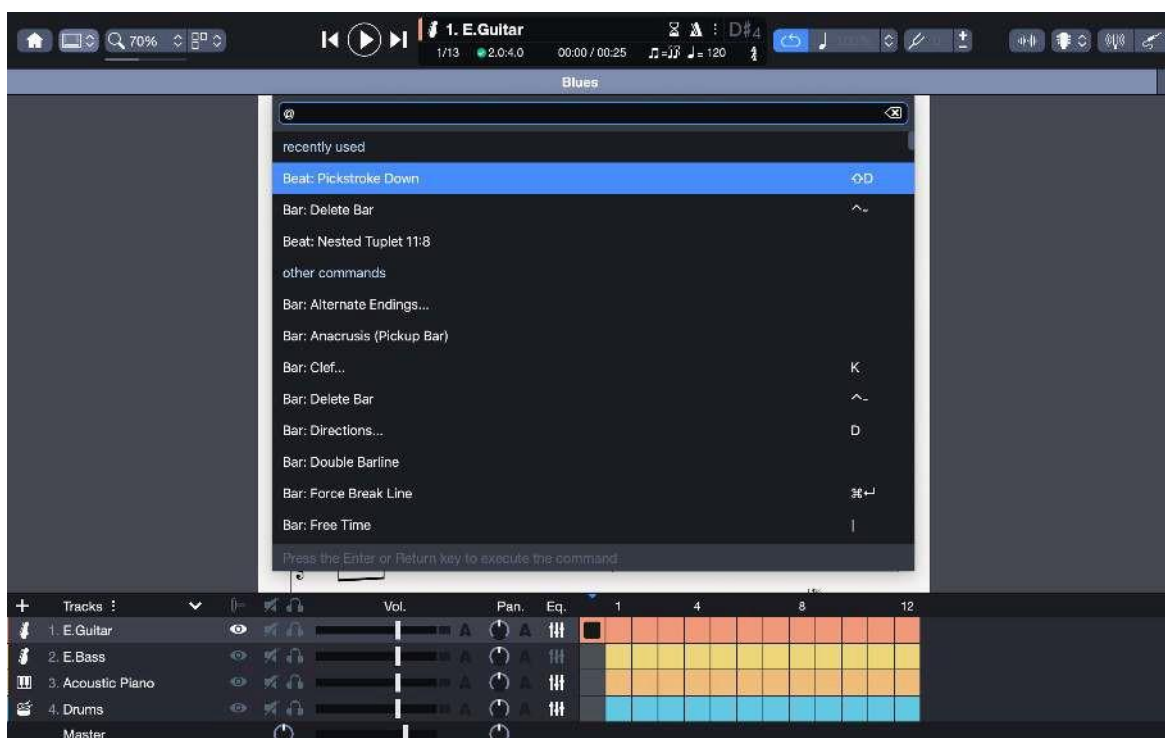 70%
1. E.Guitar
D#4
1/13 2.0:4.0 00:00 / 00:25 = 120
Blues
@
recently used
Beat: Pickstroke Down ⇧D
Bar: Delete Bar ^-
Beat: Nested Tuplet 11:8
other commands
Bar: Alternate Endings...
Bar: Anacrusis (Pickup Bar)
Bar: Clef... K
Bar: Delete Bar ^-
Bar: Directions... D
Bar: Double Barline
Bar: Force Break Line ⌘↵
Bar: Free Time |
Press the Enter or Return key to execute the command
Tracks Vol. Pan. Eq. 1 4 8 12
1. E.Guitar A A
2. E.Bass A A
3. Acoustic Piano A A
4. Drums A A
Master